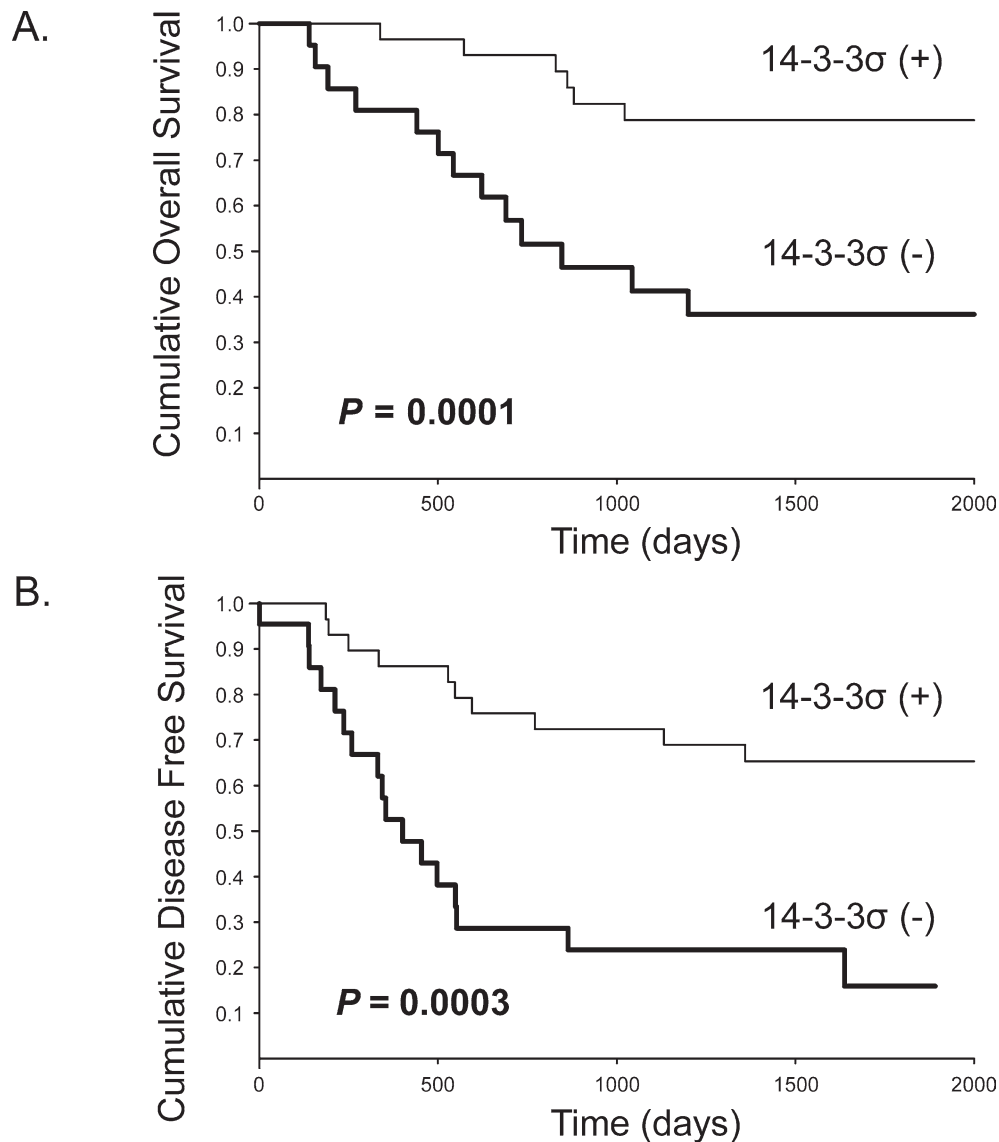 A.
Cumulative Overall Survival
1.0
0.9
0.8
0.7
0.6
0.5
0.4
0.3
0.2
0.1
14-3-3σ (+)
14-3-3σ (-)
P = 0.0001
0 500 1000 1500 2000
Time (days)
B.
Cumulative Disease Free Survival
1.0
0.9
0.8
0.7
0.6
0.5
0.4
0.3
0.2
0.1
14-3-3σ (+)
14-3-3σ (-)
P = 0.0003
0 500 1000 1500 2000
Time (days)